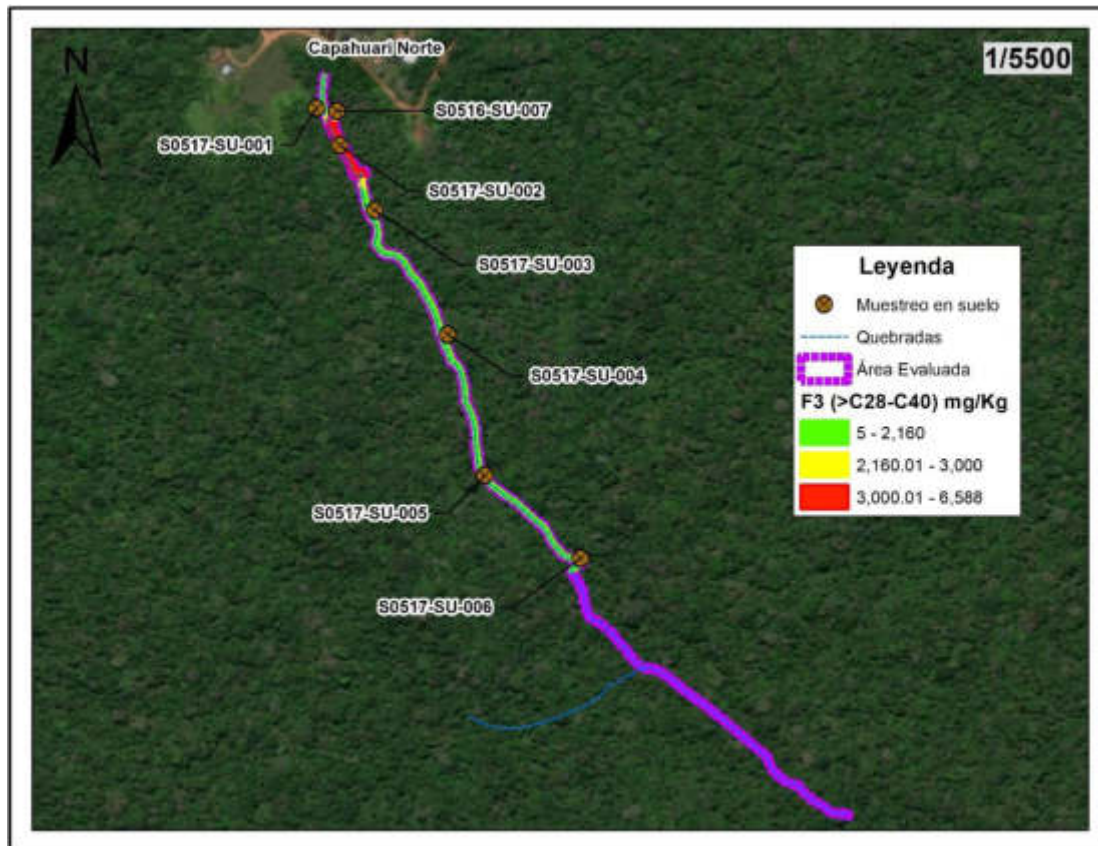 Capahuari Norte
1/5500
N
S0516-SU-007
S0517-SU-001
S0517-SU-002
S0517-SU-003
Leyenda
Muestreo en suelo
Quebradas
Área Evaluada
F3 (>C28-C40) mg/Kg
5 - 2,160
2,160.01 - 3,000
3,000.01 - 6,588
S0517-SU-004
S0517-SU-005
S0517-SU-006